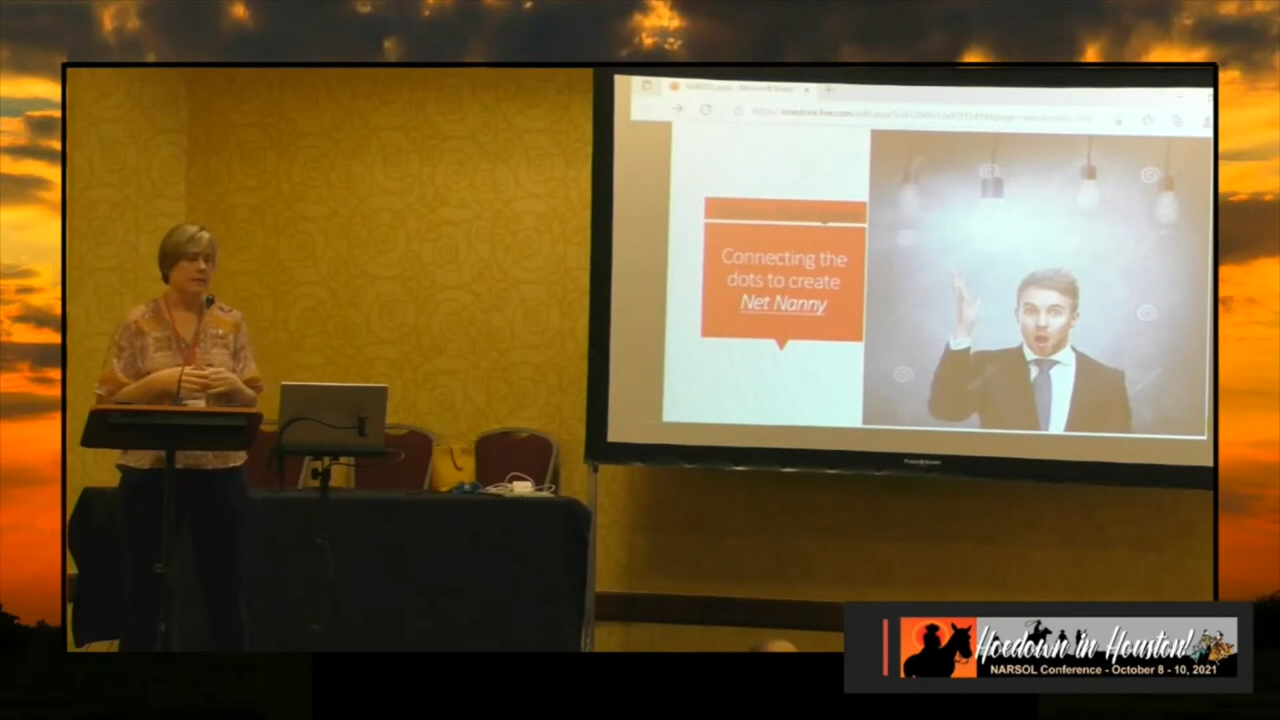 Connecting the
dots to create
Net Nanny
Hoedown in Houston!
NARSOL Conference - October 8 - 10, 2021